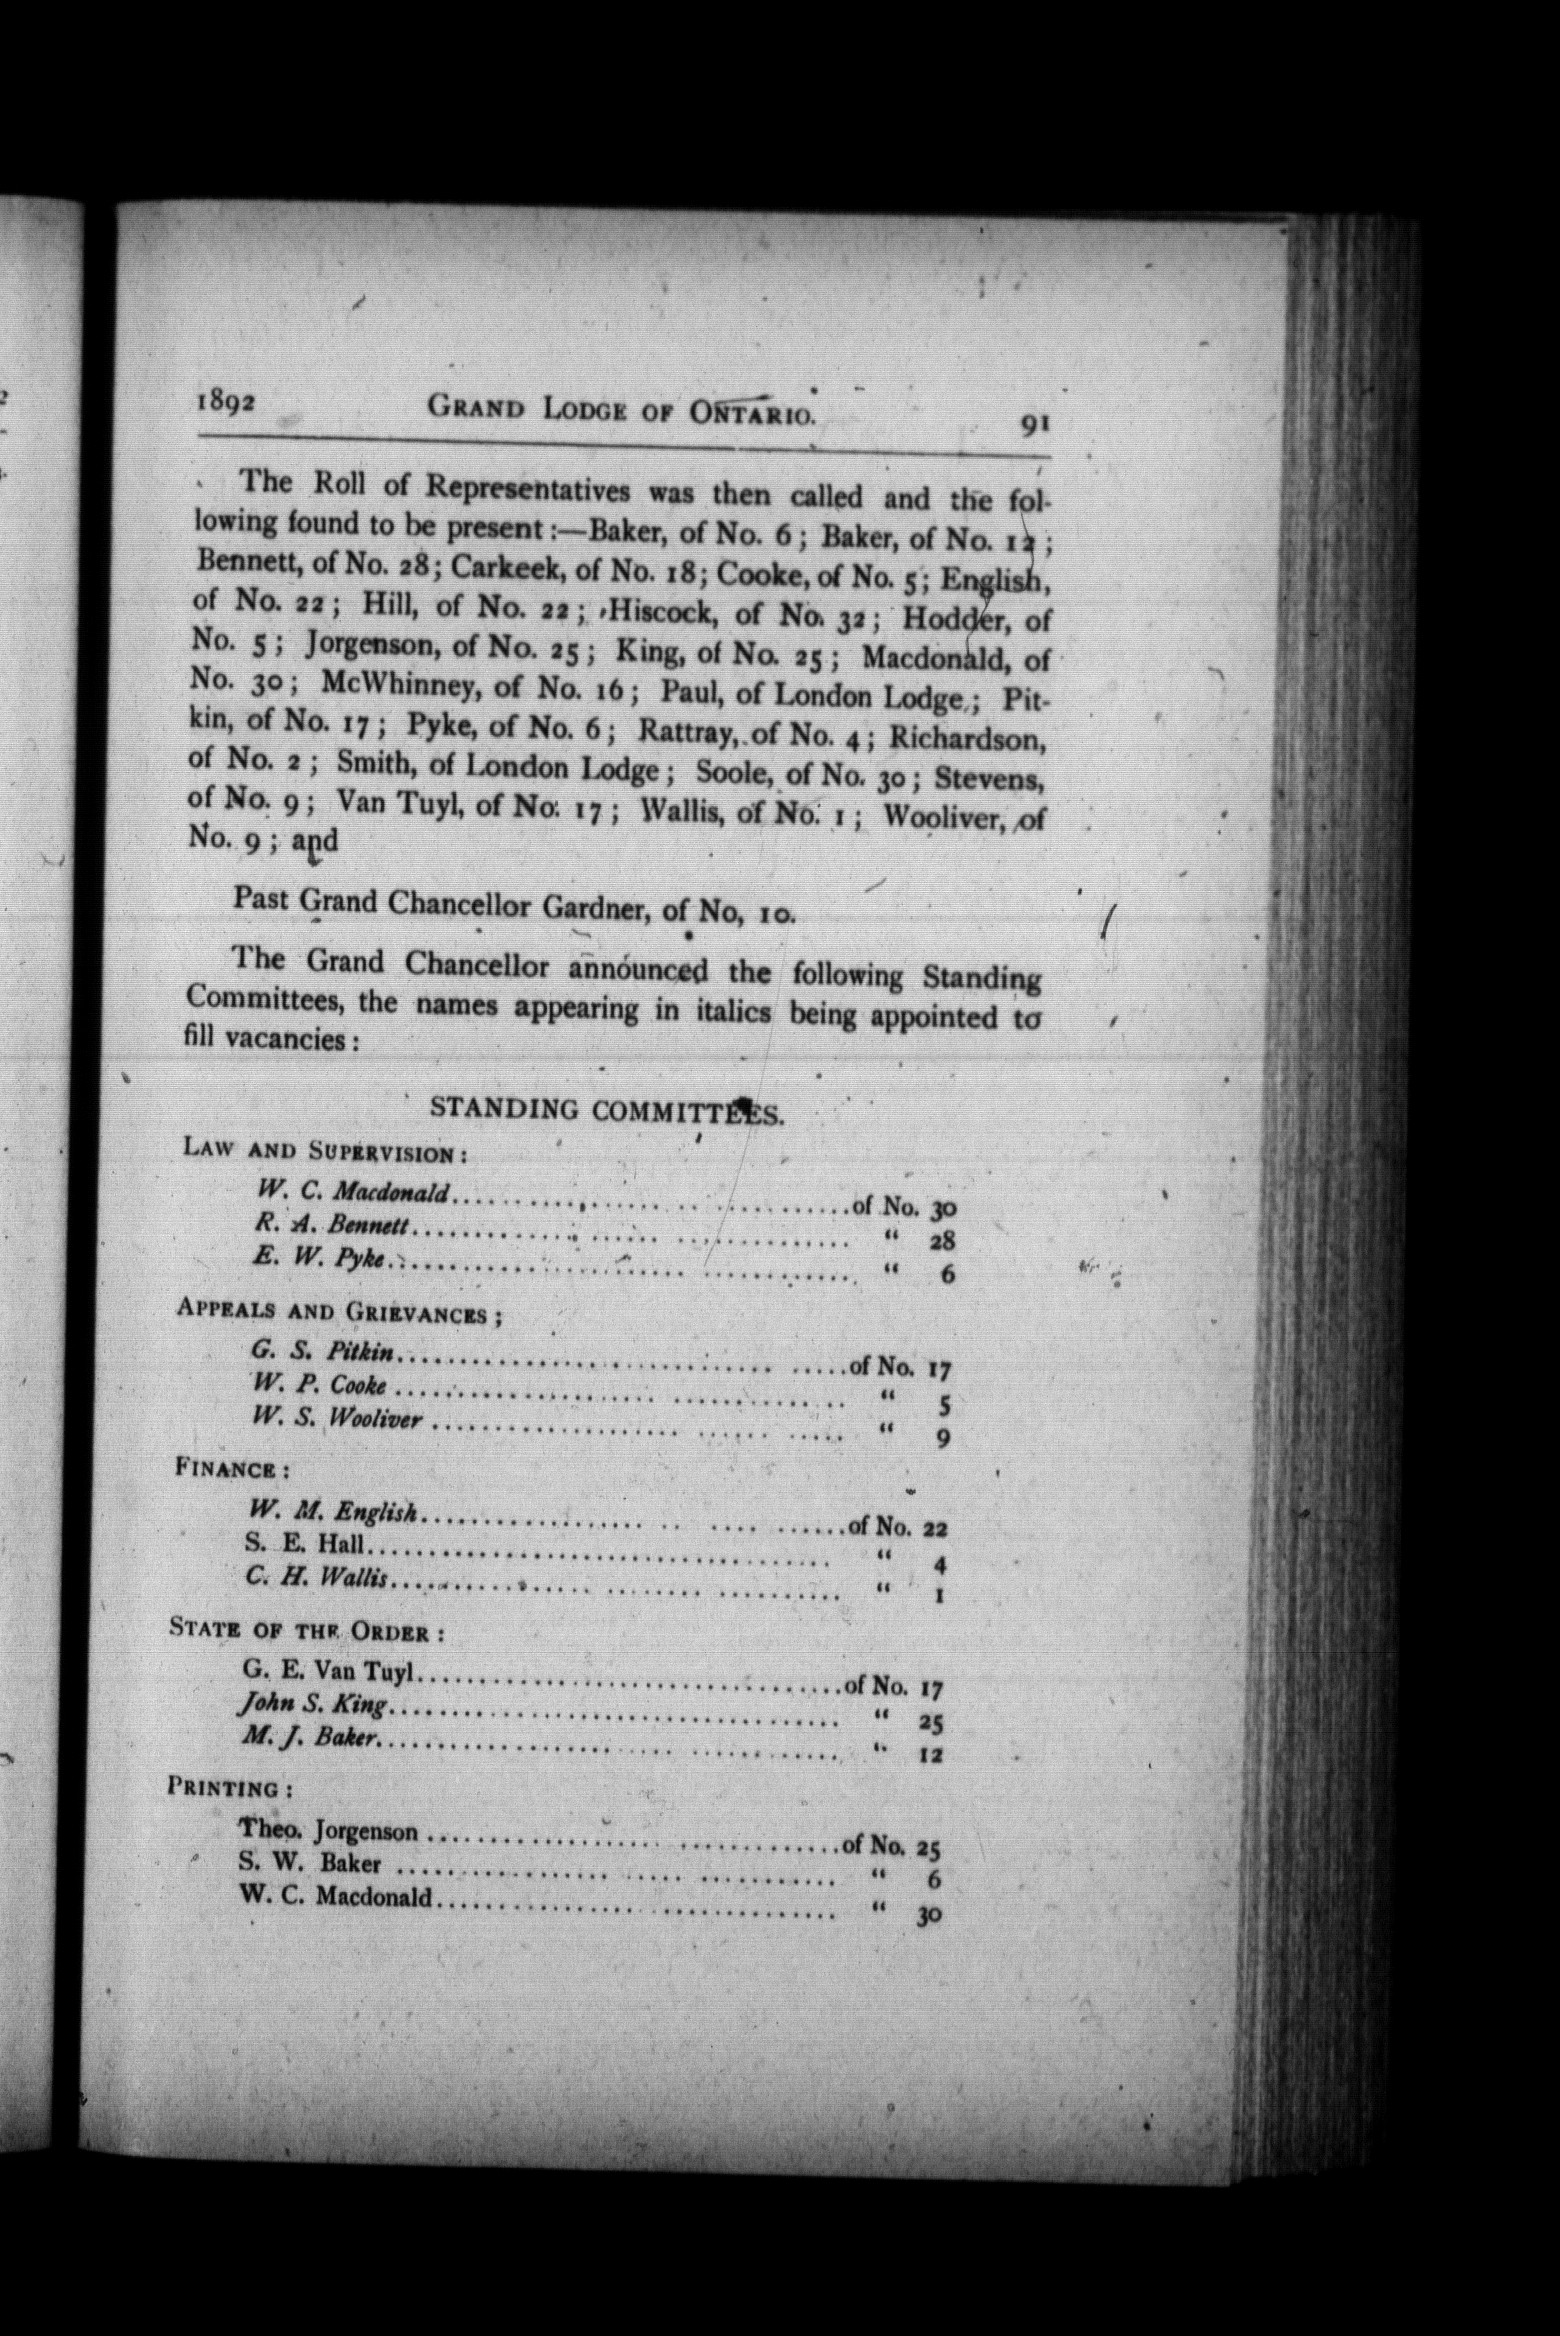 1892 GRAND LODGE OF ONTARIO. 91
The Roll of Representatives was then called and the fol-
lowing found to be present :—Baker, of No. 6 ; Baker, of No. 12 ;
Bennett, of No. 28; Carkeek, of No. 18; Cooke, of No. 5; English,
of No. 22 ; Hill, of No. 22 ; Hiscock, of No. 32 ; Hodder, of
No. 5 ; Jorgenson, of No. 25 ; King, of No. 25 ; Macdonald, of
No. 30 ; McWhinney, of No. 16 ; Paul, of London Lodge ; Pit-
kin, of No. 17 ; Pyke, of No. 6 ; Rattray, of No. 4 ; Richardson,
of No. 2 ; Smith, of London Lodge ; Soole, of No. 30 ; Stevens,
of No. 9 ; Van Tuyl, of No. 17 ; Wallis, of No. 1 ; Wooliver, of
No. 9 ; and
Past Grand Chancellor Gardner, of No, 10.
The Grand Chancellor announced the following Standing
Committees, the names appearing in italics being appointed to
fill vacancies :
STANDING COMMITTEES.
LAW AND SUPERVISION :
W. C. Macdonald........................of No. 30
R. A. Bennett........................ " 28
E. W. Pyke........................ " 6
APPEALS AND GRIEVANCES ;
G. S. Pitkin........................of No. 17
W. P. Cooke ........................ " 5
W. S. Wooliver ........................ " 9
FINANCE :
W. M. English........................of No. 22
S. E. Hall........................ " 4
C. H. Wallis........................ " 1
STATE OF THE ORDER :
G. E. Van Tuyl........................of No. 17
John S. King........................ " 25
M. J. Baker........................ " 12
PRINTING :
Theo. Jorgenson ........................of No. 25
S. W. Baker ........................ " 6
W. C. Macdonald........................ " 30